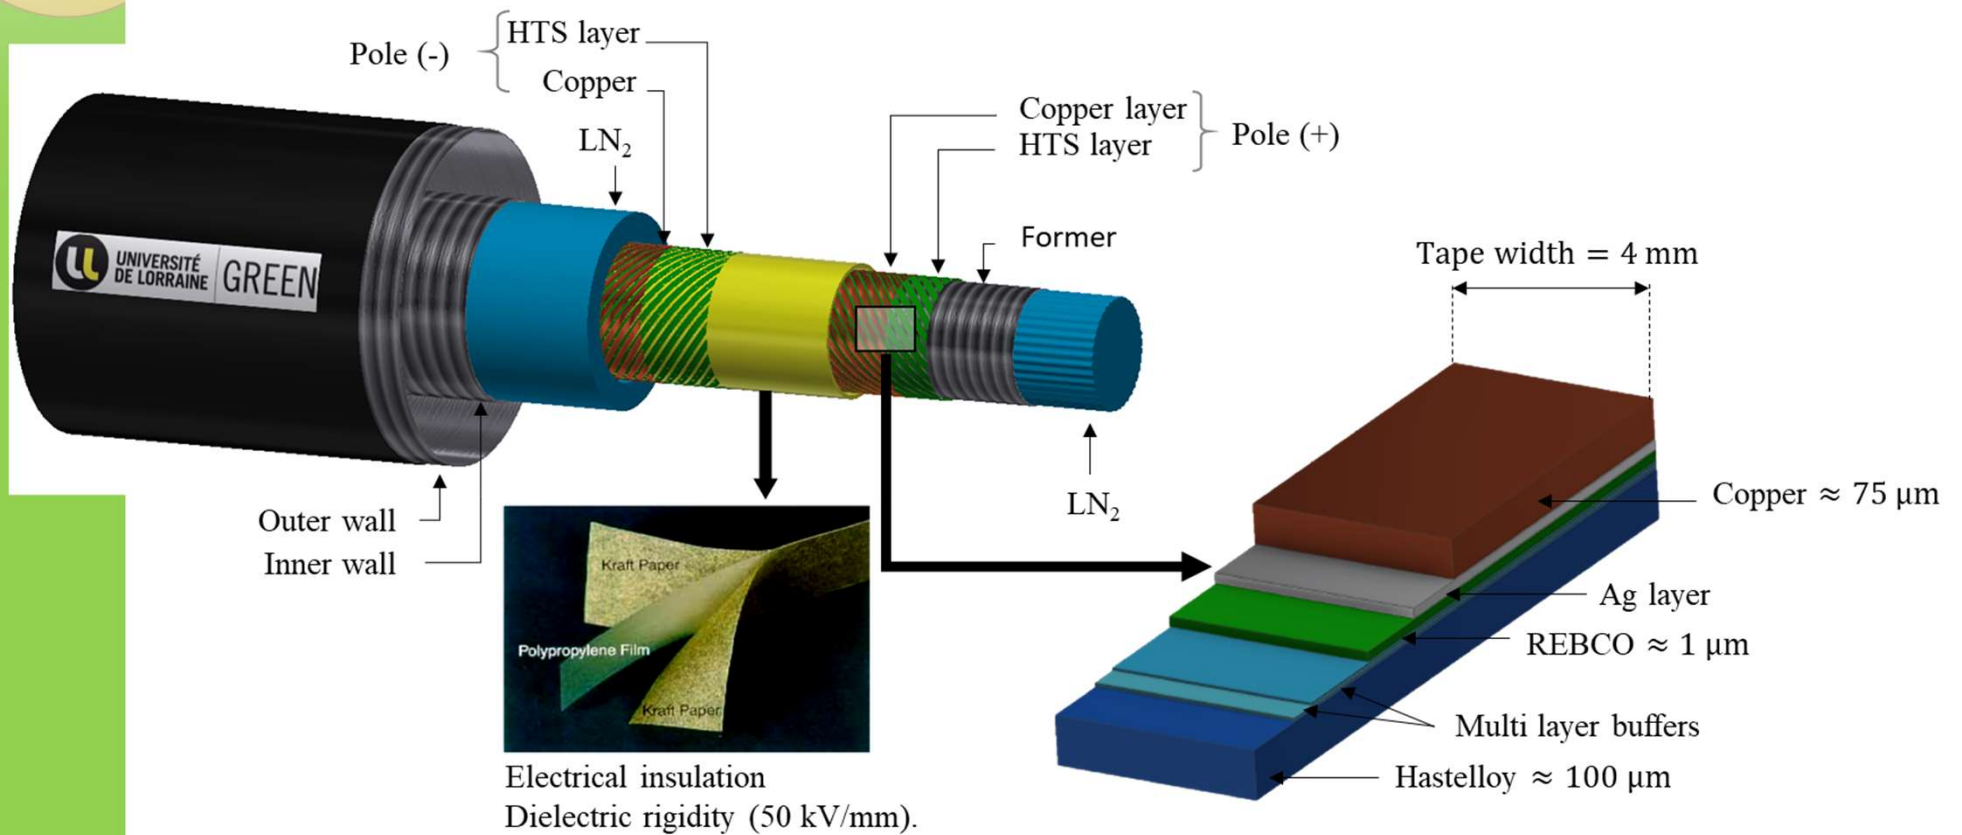 Pole (-)
HTS layer
Copper
LN₂
Copper layer
HTS layer
Pole (+)
Former
Tape width = 4 mm
UL
UNIVERSITÉ
DE LORRAINE
GREEN
Outer wall
Inner wall
LN₂
Kraft Paper
Polypropylene Film
Kraft Paper
Electrical insulation
Dielectric rigidity (50 kV/mm).
Copper ≈ 75 μm
Ag layer
REBCO ≈ 1 μm
Multi layer buffers
Hastelloy ≈ 100 μm